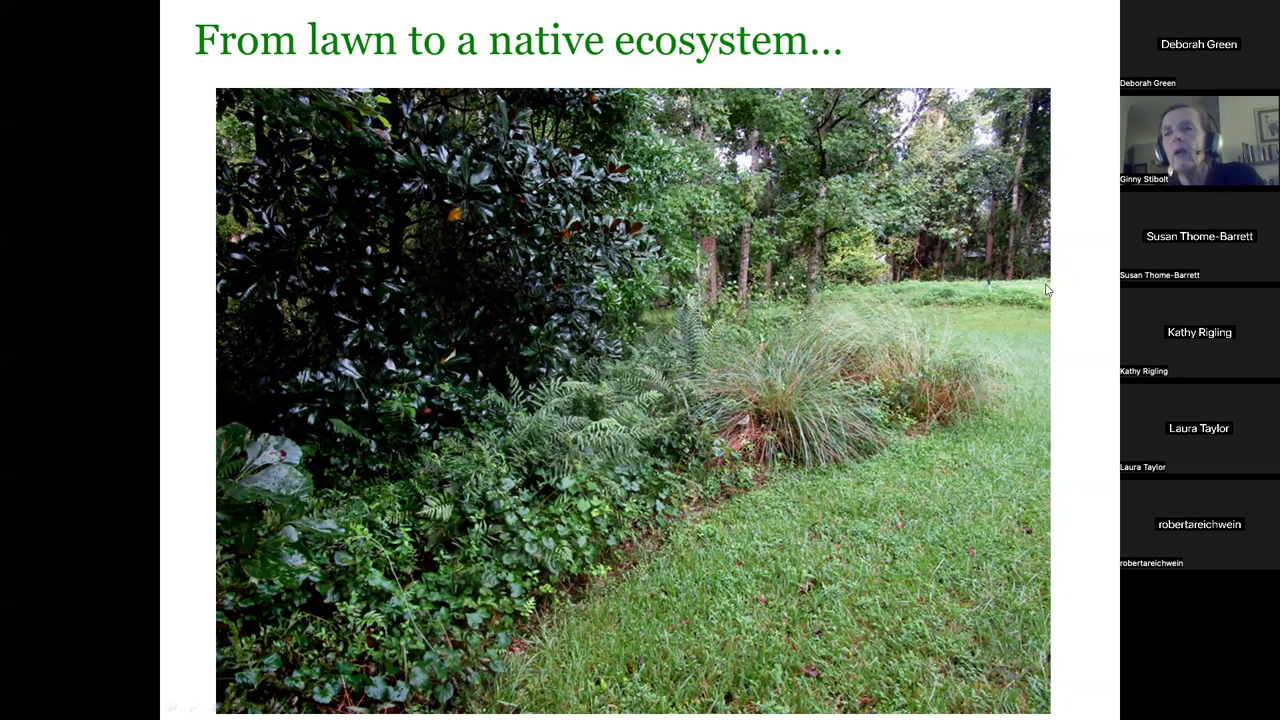 From lawn to a native ecosystem...
Deborah Green
Deborah Green
Ginny Stibolt
Susan Thome-Barrett
Susan Thome-Barrett
Kathy Rigling
Kathy Rigling
Laura Taylor
Laura Taylor
robertareichwein
robertareichwein